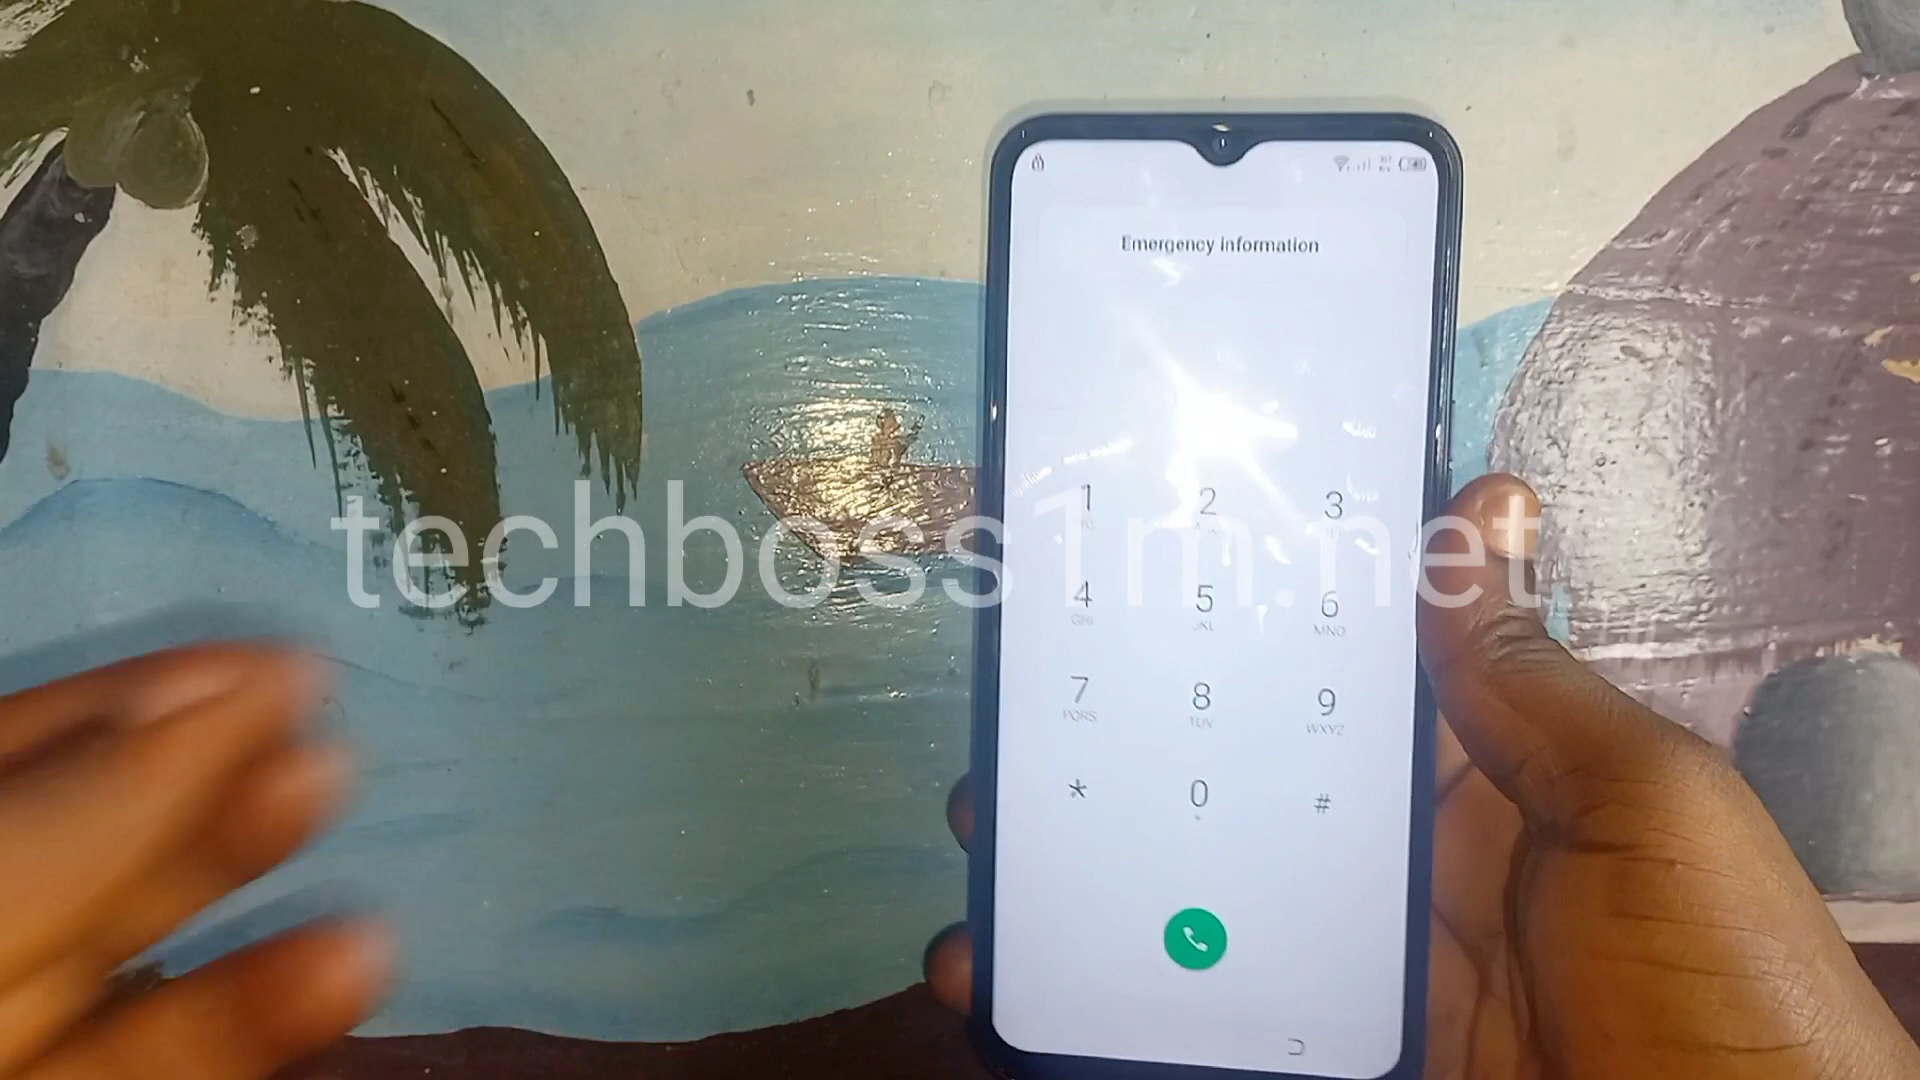 Emergency information
techboss1m.net
1
2
3
4
GHI
5
JKL
6
MNO
7
PQRS
8
TUV
9
WXYZ
*
0
#